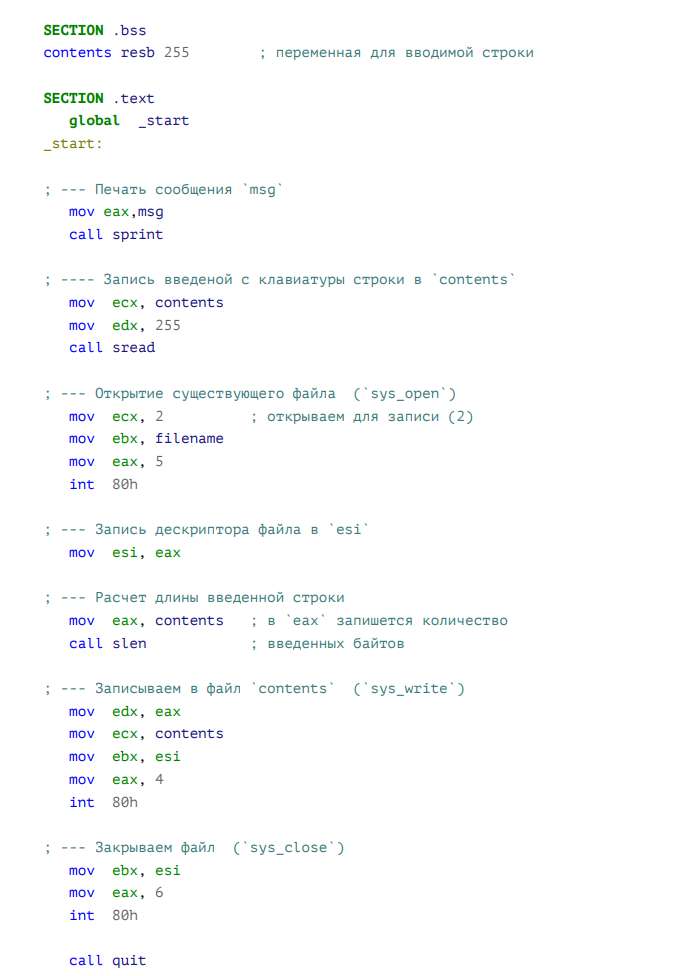 SECTION .bss
contents resb 255        ; переменная для вводимой строки
SECTION .text
   global  _start
_start:
; --- Печать сообщения `msg`
   mov eax,msg
   call sprint
; ---- Запись введеной с клавиатуры строки в `contents`
   mov  ecx, contents
   mov  edx, 255
   call sread
; --- Открытие существующего файла  (`sys_open`)
   mov  ecx, 2          ; открываем для записи (2)
   mov  ebx, filename
   mov  eax, 5
   int  80h
; --- Запись дескриптора файла в `esi`
   mov  esi, eax
; --- Расчет длины введенной строки
   mov  eax, contents   ; в `eax` запишется количество
   call slen            ; введенных байтов
; --- Записываем в файл `contents`  (`sys_write`)
   mov  edx, eax
   mov  ecx, contents
   mov  ebx, esi
   mov  eax, 4
   int  80h
; --- Закрываем файл  (`sys_close`)
   mov  ebx, esi
   mov  eax, 6
   int  80h
   call quit